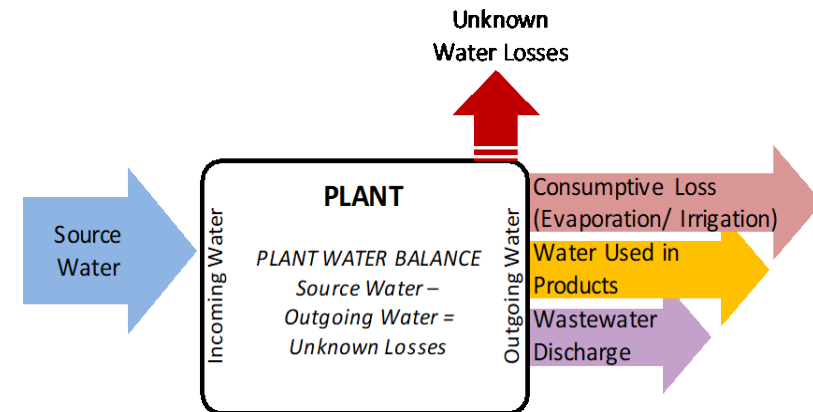 Unknown
Water Losses
Source
Water
Incoming Water
PLANT
PLANT WATER BALANCE
Source Water –
Outgoing Water =
Unknown Losses
Outgoing Water
Consumptive Loss
(Evaporation/ Irrigation)
Water Used in
Products
Wastewater
Discharge